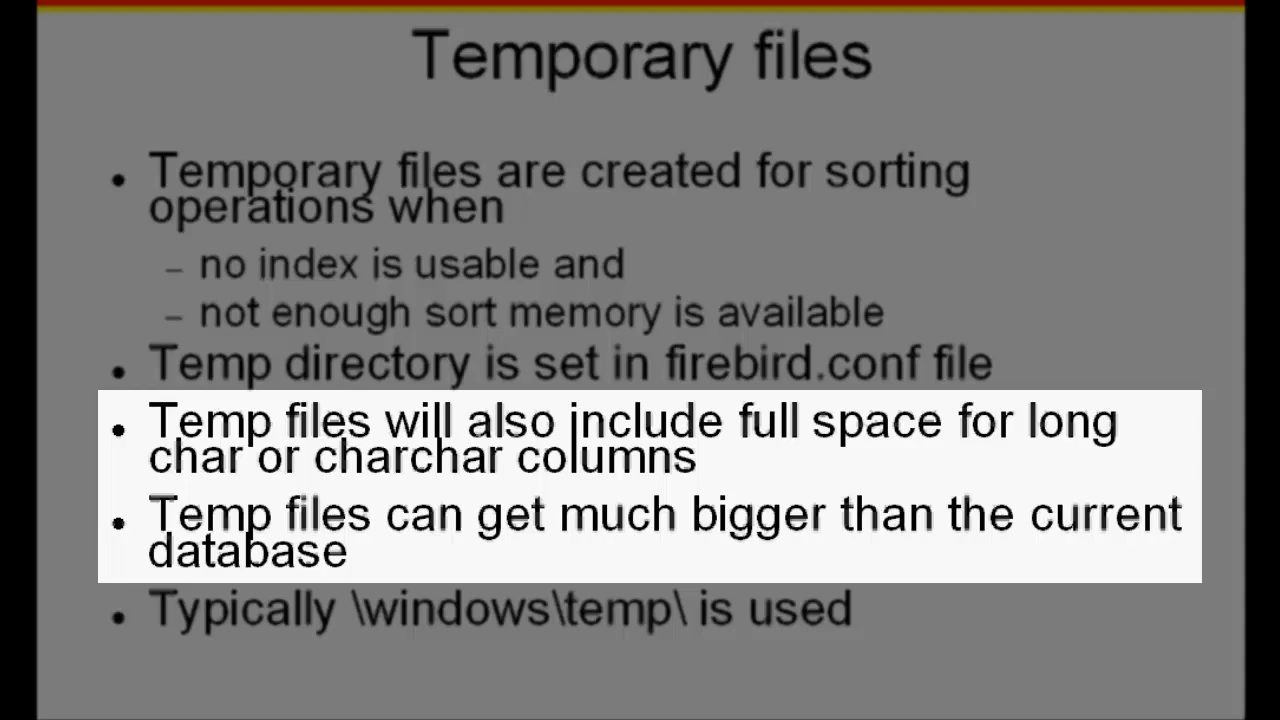 Temporary files
• Temporary files are created for sorting
operations when
– no index is usable and
– not enough sort memory is available
• Temp directory is set in firebird.conf file
• Temp files will also include full space for long
char or charchar columns
• Temp files can get much bigger than the current
database
• Typically \windows\temp\ is used